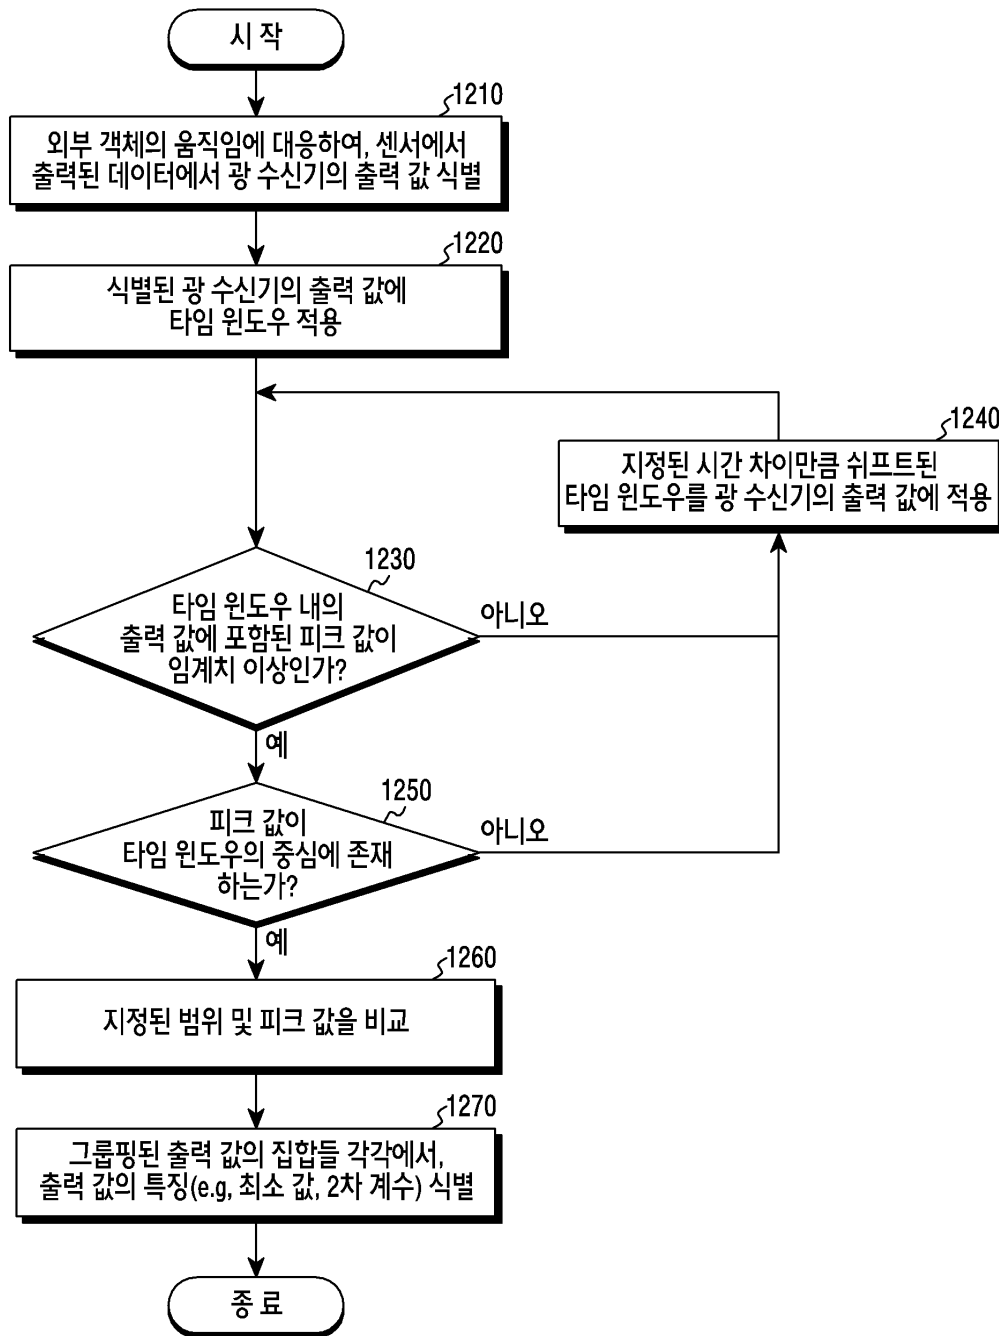 시 작
1210
외부 객체의 움직임에 대응하여, 센서에서
출력된 데이터에서 광 수신기의 출력 값 식별
1220
식별된 광 수신기의 출력 값에
타임 윈도우 적용
1240
지정된 시간 차이만큼 쉬프트된
타임 윈도우를 광 수신기의 출력 값에 적용
1230
타임 윈도우 내의
출력 값에 포함된 피크 값이
임계치 이상인가?
아니오
예
1250
피크 값이
타임 윈도우의 중심에 존재
하는가?
아니오
예
1260
지정된 범위 및 피크 값을 비교
1270
그룹핑된 출력 값의 집합들 각각에서,
출력 값의 특징(e.g, 최소 값, 2차 계수) 식별
종 료